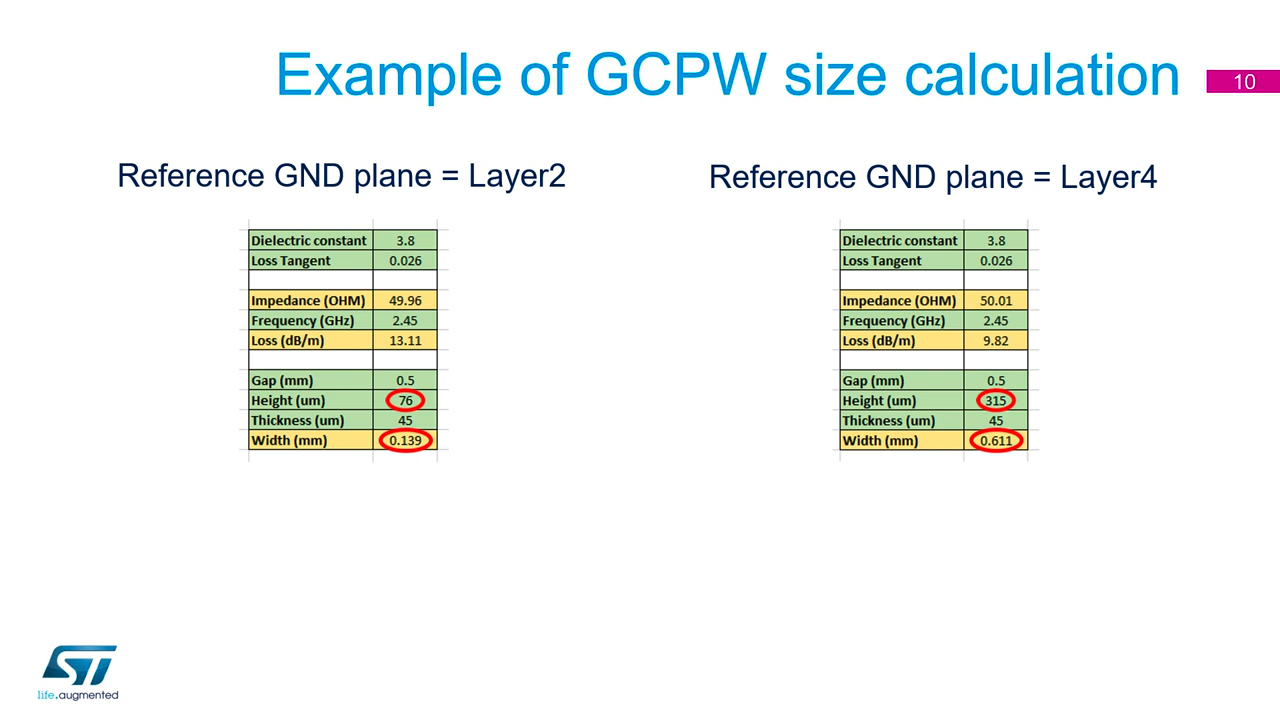 Example of GCPW size calculation
10
Reference GND plane = Layer2
Dielectric constant 3.8
Loss Tangent 0.026
Impedance (OHM) 49.96
Frequency (GHz) 2.45
Loss (dB/m) 13.11
Gap (mm) 0.5
Height (um) 76
Thickness (um) 45
Width (mm) 0.139
Reference GND plane = Layer4
Dielectric constant 3.8
Loss Tangent 0.026
Impedance (OHM) 50.01
Frequency (GHz) 2.45
Loss (dB/m) 9.82
Gap (mm) 0.5
Height (um) 315
Thickness (um) 45
Width (mm) 0.611
ST
life.augmented